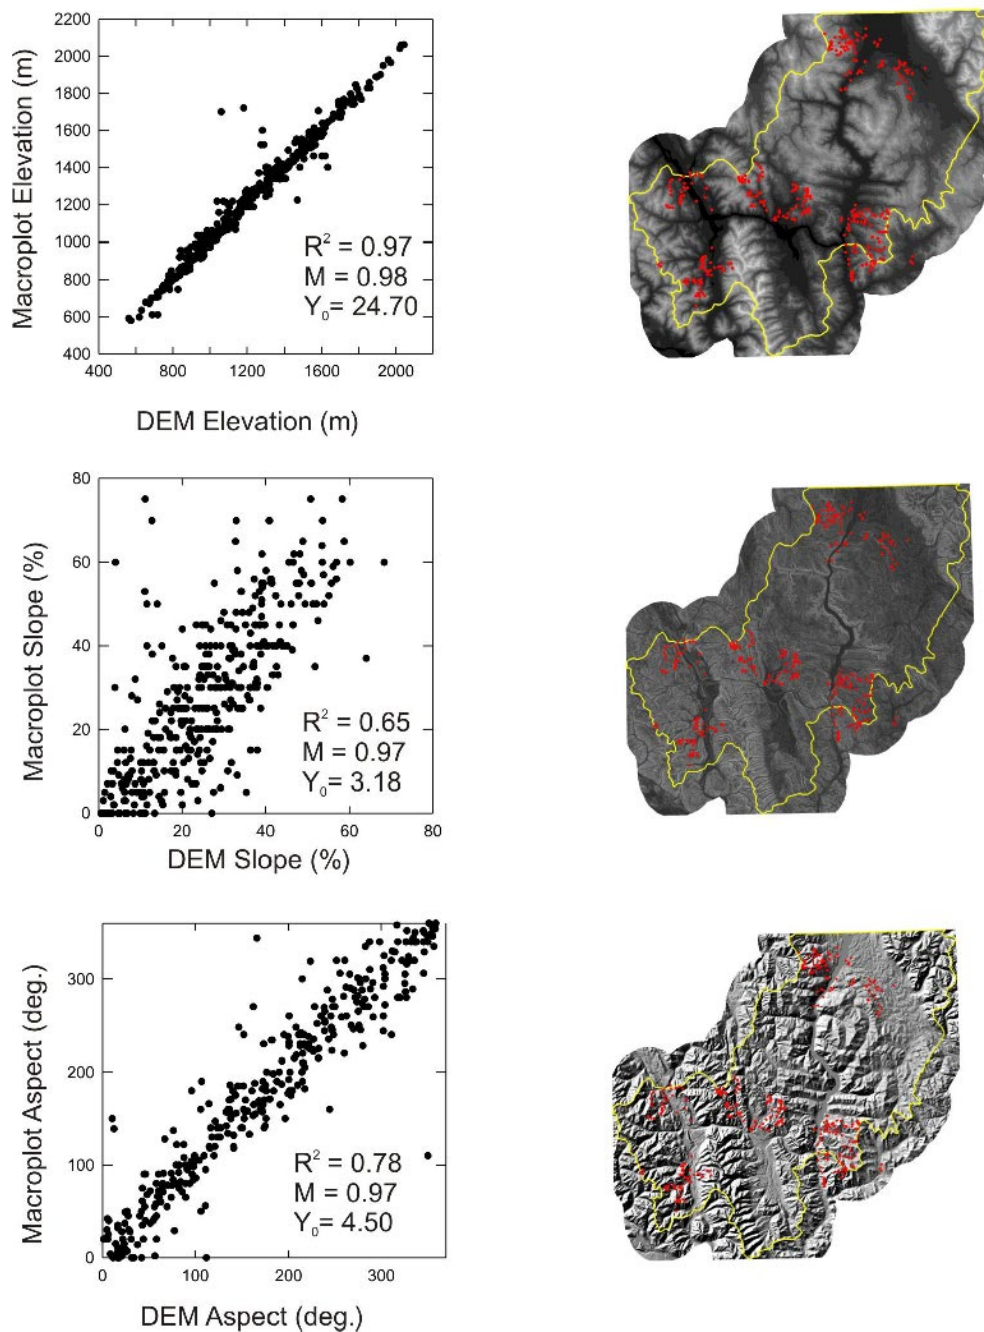 2200
2000
1800
1600
1400
1200
1000
800
600
400
400 800 1200 1600 2000
Macroplot Elevation (m)
R² = 0.97
M = 0.98
Y₀= 24.70
DEM Elevation (m)
80
60
40
20
0
0 20 40 60 80
Macroplot Slope (%)
R² = 0.65
M = 0.97
Y₀= 3.18
DEM Slope (%)
300
200
100
0
0 100 200 300
Macroplot Aspect (deg.)
R² = 0.78
M = 0.97
Y₀= 4.50
DEM Aspect (deg.)